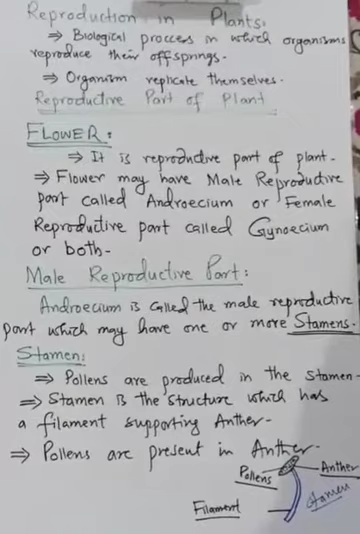 Reproduction in Plants:
⇒ Biological process in which organisms
reproduce their offsprings.
⇒ Organism replicate themselves.
Reproductive Part of Plant
FLOWER:
⇒ It is reproductive part of plant-
⇒ Flower may have Male Reproductive
part called Androecium or Female
Reproductive part called Gynoecium
or both-
Male Reproductive Part:
Androecium is called the male reproductive
part which may have one or more Stamens.
Stamen:
⇒ Pollens are produced in the stamen-
⇒ Stamen is the structure which has
a filament supporting Anther-
⇒ Pollens are present in Anther-
Pollens
Anther
Stamen
Filament